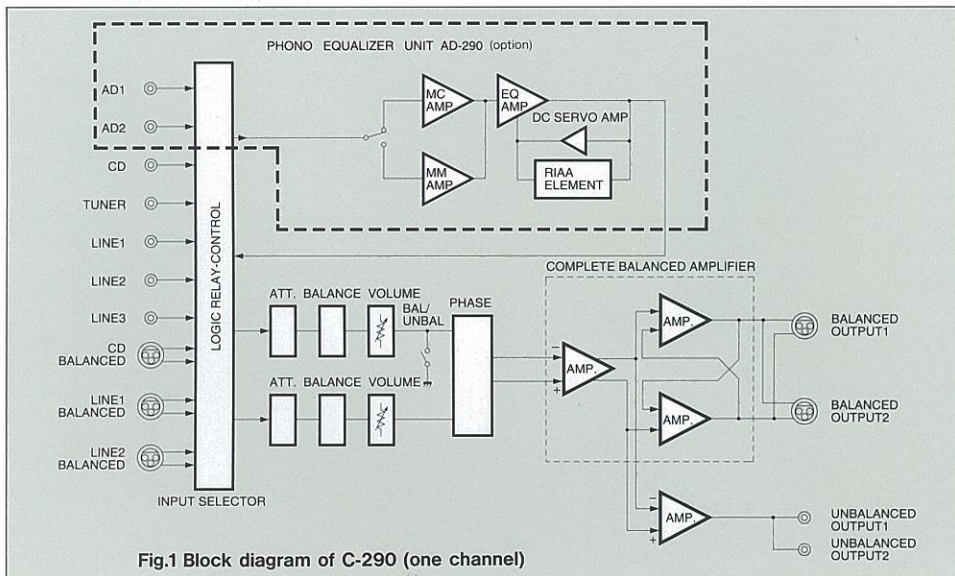 PHONO EQUALIZER UNIT AD-290 (option)
AD1
AD2
CD
TUNER
LINE1
LINE2
LINE3
CD
BALANCED
LINE1
BALANCED
LINE2
BALANCED
LOGIC RELAY-CONTROL
INPUT SELECTOR
MC
AMP
MM
AMP
EQ
AMP
DC SERVO AMP
RIAA
ELEMENT
ATT. BALANCE VOLUME
BAL/
UNBAL
PHASE
ATT. BALANCE VOLUME
COMPLETE BALANCED AMPLIFIER
−
AMP.
+
AMP.
AMP.
−
AMP.
+
BALANCED
OUTPUT1
BALANCED
OUTPUT2
UNBALANCED
OUTPUT1
UNBALANCED
OUTPUT2
Fig.1 Block diagram of C-290 (one channel)